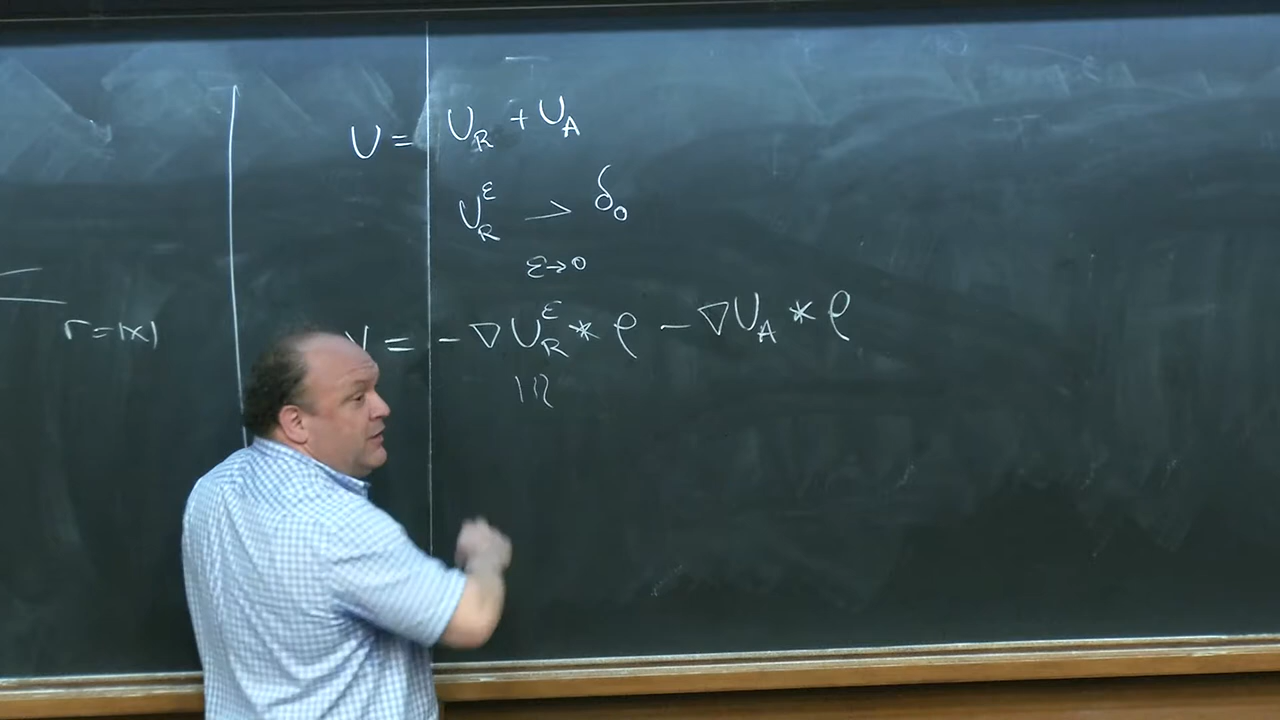 U = U_R + U_A
U_R^ε → δ_0
ε→0
r=|x|
V = -∇U_R^ε * ρ - ∇U_A * ρ